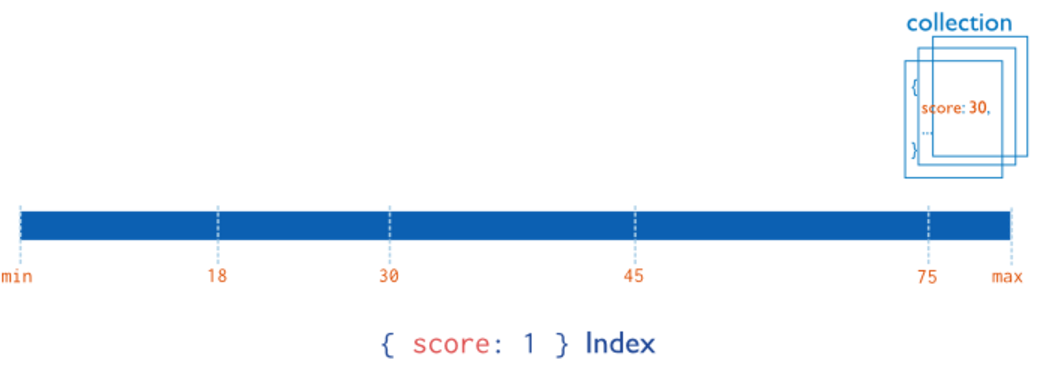 collection
{
score: 30,
...
}
min 18 30 45 75 max
{ score: 1 } Index